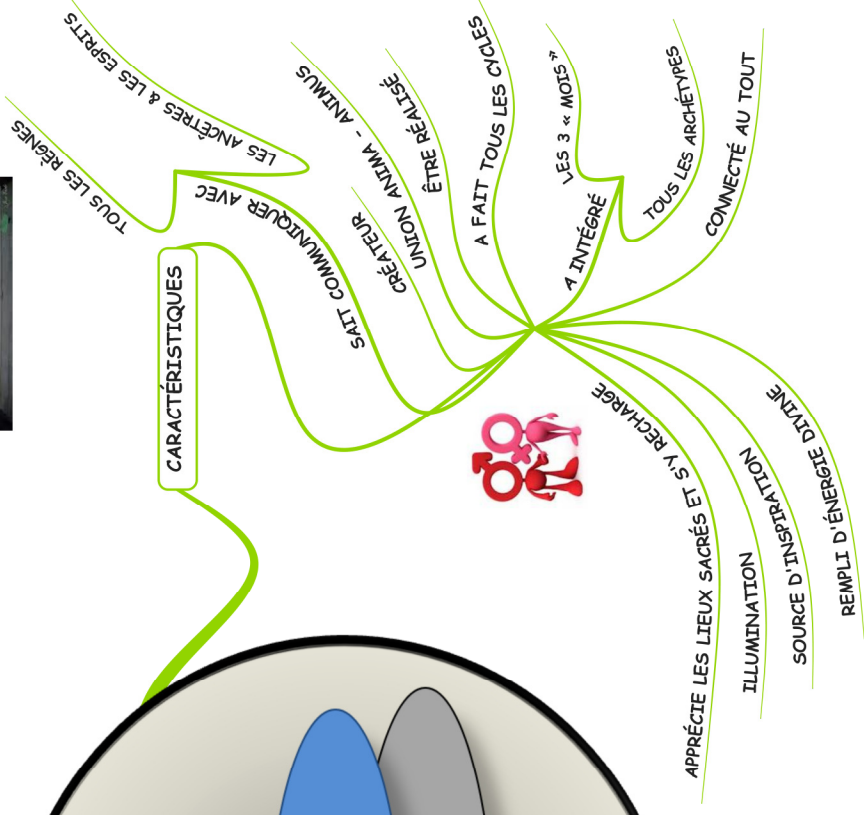 CARACTÉRISTIQUES
SAIT COMMUNIQUER AVEC
TOUS LES RÈGNES
LES ANCÊTRES & LES ESPRITS
CRÉATEUR
UNION ANIMA - ANIMUS
ÊTRE RÉALISÉ
A FAIT TOUS LES CYCLES
A INTÉGRÉ
LES 3 « MOIS »
TOUS LES ARCHÉTYPES
CONNECTÉ AU TOUT
REMPLI D'ÉNERGIE DIVINE
SOURCE D'INSPIRATION
ILLUMINATION
APPRÉCIE LES LIEUX SACRÉS ET S'Y RECHARGE